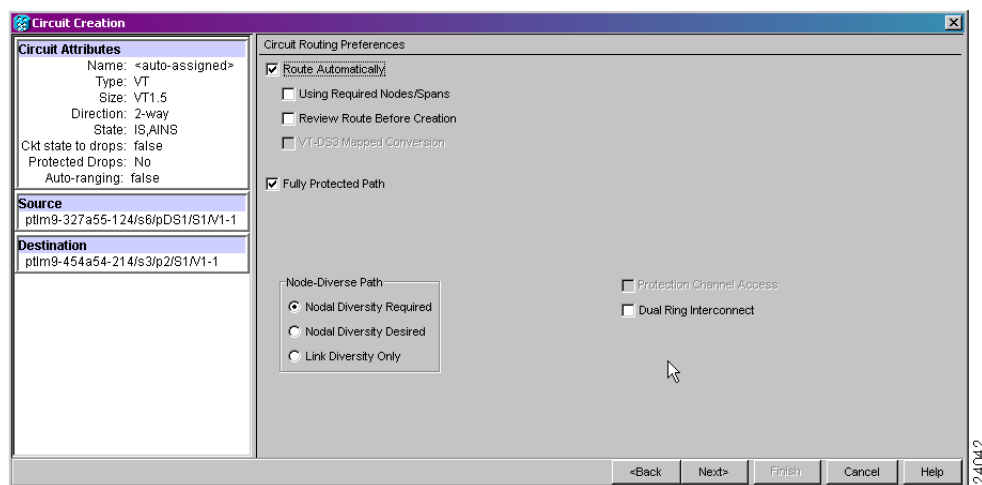 Circuit Creation
Circuit Attributes
Name: <auto-assigned>
Type: VT
Size: VT1.5
Direction: 2-way
State: IS,AINS
Ckt state to drops: false
Protected Drops: No
Auto-ranging: false
Source
ptlm9-327a55-124/s6/pDS1/S1/V1-1
Destination
ptlm9-454a54-214/s3/p2/S1/V1-1
Circuit Routing Preferences
Route Automatically
Using Required Nodes/Spans
Review Route Before Creation
VT-DS3 Mapped Conversion
Fully Protected Path
Node-Diverse Path
Nodal Diversity Required
Nodal Diversity Desired
Link Diversity Only
Protection Channel Access
Dual Ring Interconnect
<Back
Next>
Finish
Cancel
Help
24042